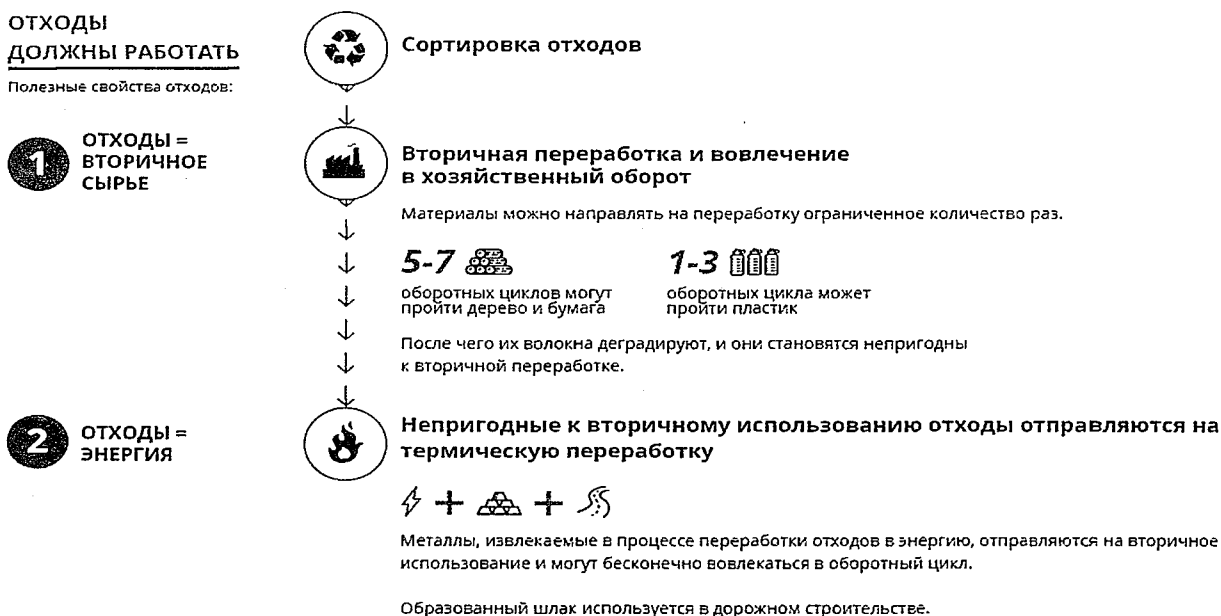 ОТХОДЫ
ДОЛЖНЫ РАБОТАТЬ
Полезные свойства отходов:
Сортировка отходов
1
ОТХОДЫ =
ВТОРИЧНОЕ
СЫРЬЕ
Вторичная переработка и вовлечение
в хозяйственный оборот
Материалы можно направлять на переработку ограниченное количество раз.
5-7
оборотных циклов могут
пройти дерево и бумага
1-3
оборотных цикла может
пройти пластик
После чего их волокна деградируют, и они становятся непригодны
к вторичной переработке.
2
ОТХОДЫ =
ЭНЕРГИЯ
Непригодные к вторичному использованию отходы отправляются на
термическую переработку
Металлы, извлекаемые в процессе переработки отходов в энергию, отправляются на вторичное
использование и могут бесконечно вовлекаться в оборотный цикл.
Образованный шлак используется в дорожном строительстве.